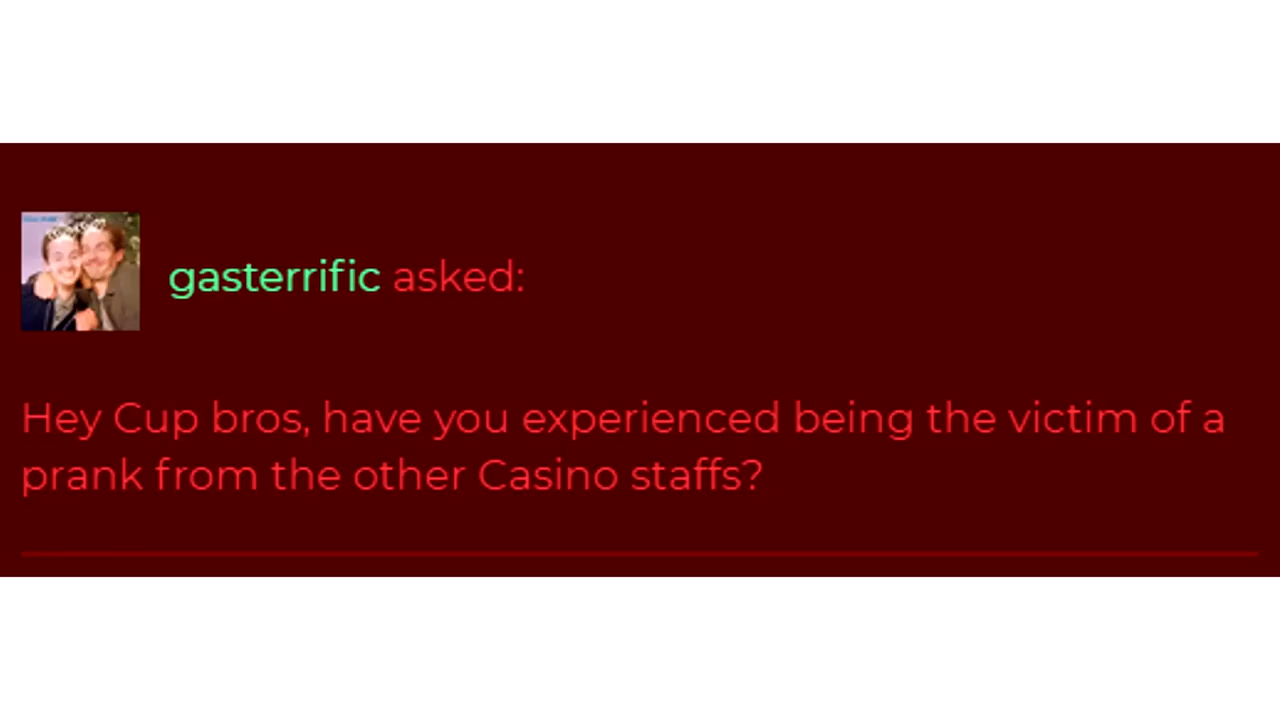 gasterrific asked:
Hey Cup bros, have you experienced being the victim of a
prank from the other Casino staffs?